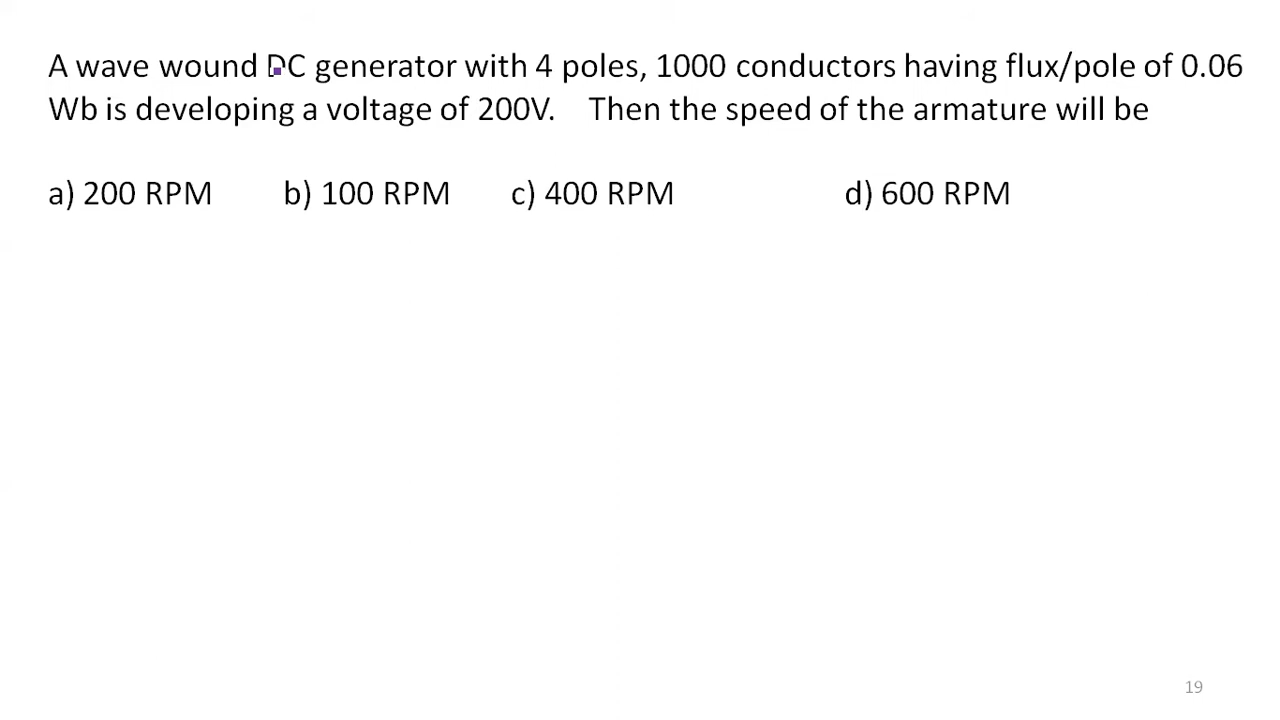 A wave wound DC generator with 4 poles, 1000 conductors having flux/pole of 0.06
Wb is developing a voltage of 200V. Then the speed of the armature will be
a) 200 RPM b) 100 RPM c) 400 RPM d) 600 RPM
19